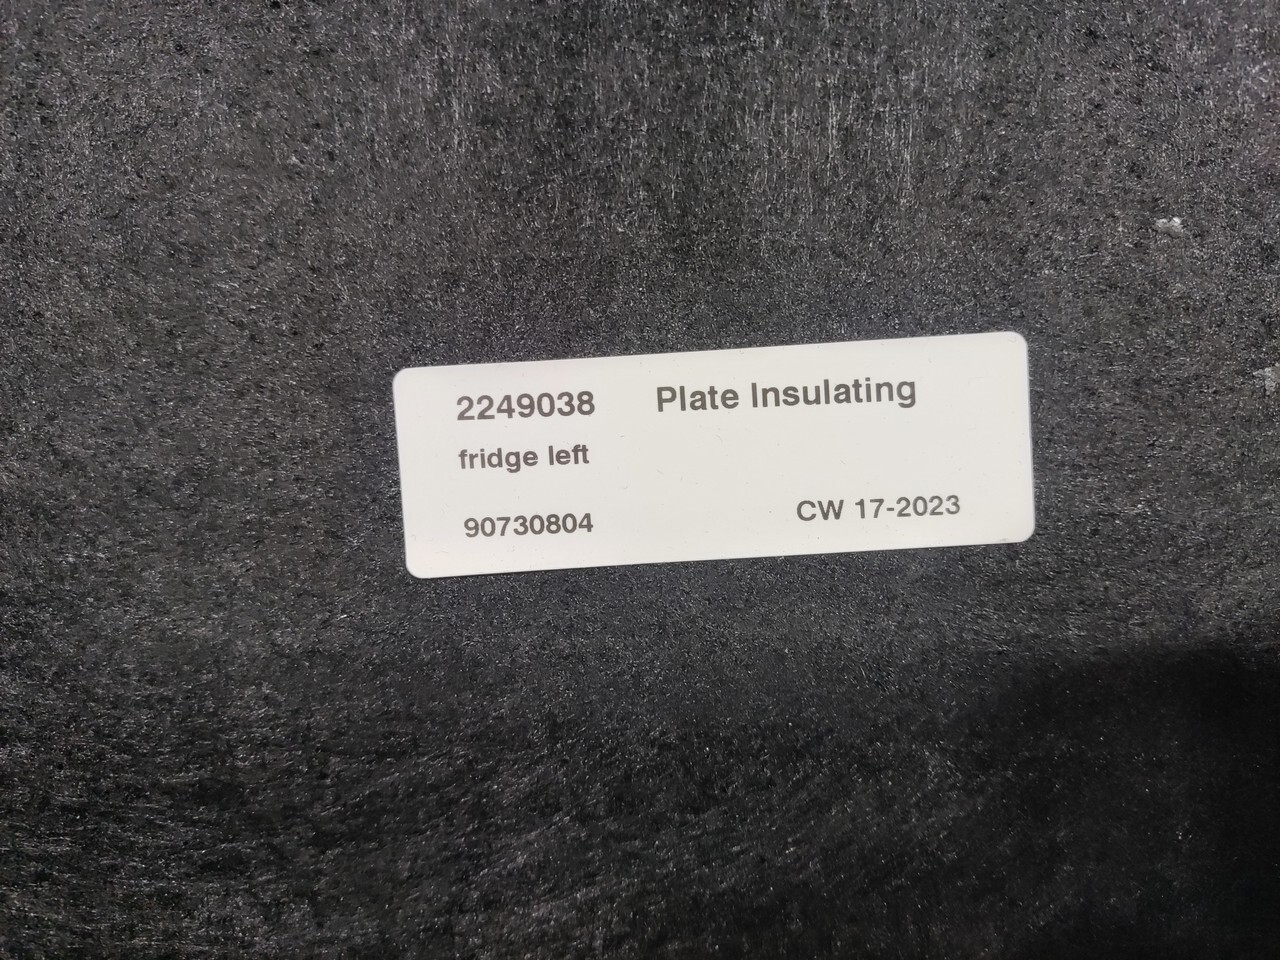 2249038 Plate Insulating
fridge left
90730804 CW 17-2023